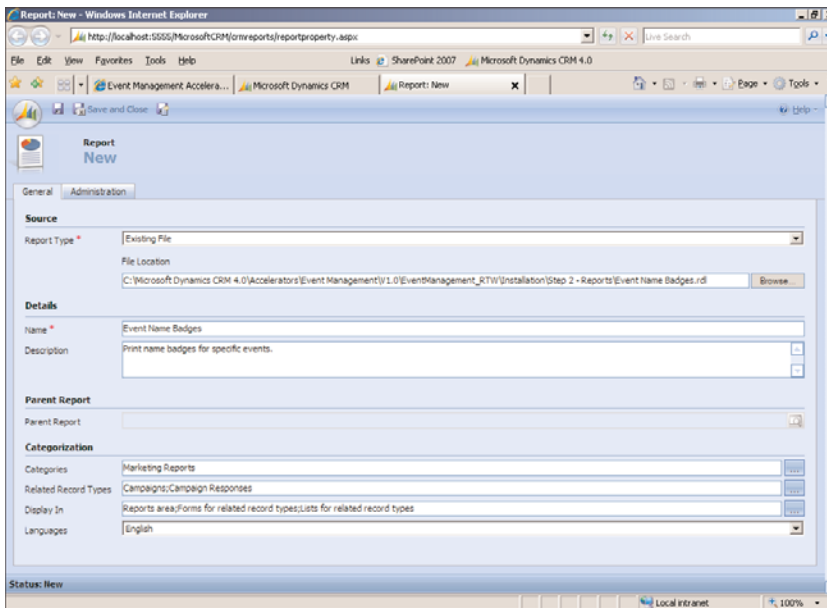 Report: New - Windows Internet Explorer
http://localhost:5555/MicrosoftCRM/crmreports/reportproperty.aspx
Live Search
File Edit View Favorites Tools Help
Links SharePoint 2007 Microsoft Dynamics CRM 4.0
Event Management Accelera... Microsoft Dynamics CRM Report: New Page Tools
Save and Close Help
Report
New
General Administration
Source
Report Type * Existing File
File Location
C:\Microsoft Dynamics CRM 4.0\Accelerators\Event Management\V1.0\EventManagement_RTW\Installation\Step 2 - Reports\Event Name Badges.rdl Browse...
Details
Name * Event Name Badges
Description Print name badges for specific events.
Parent Report
Parent Report
Categorization
Categories Marketing Reports
Related Record Types Campaigns;Campaign Responses
Display In Reports area;Forms for related record types;Lists for related record types
Languages English
Status: New
Local intranet 100%